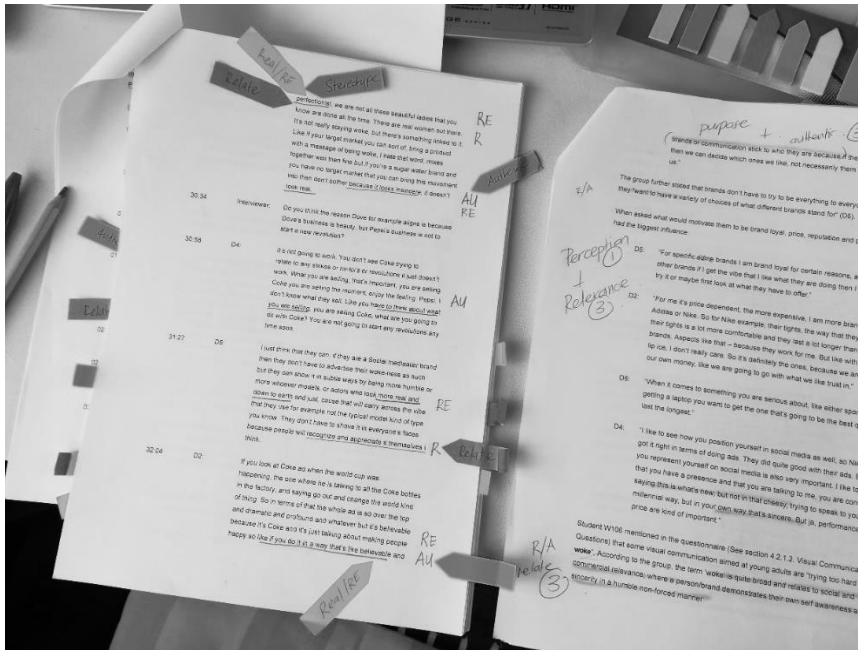 GE SERIES
HDMI
Real/RE
Relate
Stereotype
perfectionist, we are not all these beautiful ladies that you
know are done all the time. There are real women out there.
It's not really staying woke, but there's something linked to it.
Like if your target market you can sort of, bring a product
with a message of being woke, I hate that word, mixes
together was then fine but if you're a sugar water brand and
you have no target market that you can bring this movement
into then don't bother because it looks insincere, it doesn't
look real.
RE
R
AU
RE
30:34
Interviewer:
Do you think the reason Dove for example aligns is because
Dove's business is beauty, but Pepsi's business is not to
start a new revolution?
30:58
D4:
It's not going to work. You don't see Coke trying to
relate to any stokes or
or revolutions it just doesn't
work. What you are selling, that's important, you are selling
Coke you are selling the moment, enjoy the feeling. Pepsi, I
don't know what they sell. Like you have to think about what
you are selling, you are selling Coke, what are you going to
do with Coke? You are not going to start any revolutions any
time soon.
AU
31:22
D5:
I just think that they can, if they are a Social
brand
then they don't have to advertise their woke-ness as such
but they can show it in subtle ways by being more humble or
more whoever models, or actors who look more real and
down to earth and just, cause that will carry across the vibe
that they use for example not the typical model kind of type
you know. They don't have to shove it in everyone's faces
because people will recognize and appreciate
themselves I
think.
RE
R
Relate
32:04
D2:
If you look at Coke ad when the world cup was
happening, the one where he is talking to all the Coke bottles
in the factory, and saying go out and change the world kind
of thing. So in terms of that the whole ad is so over the top
and dramatic and profound and whatever but it's believable
because it's Coke and it's just talking about making people
happy so like if you do it in a way that's like believable and
RE
AU
Real/RE
purpose + authentic
brands or communication stick to who they are because if the
then we can decide which ones we like, not necessarily them
us."
R/A
The group further stated that brands don't have to try to be everything to every
they "want to have a variety of choices of what different brands stand for" (D6).
When asked what would motivate them to be brand loyal, price, reputation and
had the biggest influence:
Perception
1
+
Relevance
3
D5:
"For specific
brands I am brand loyal for certain reasons, a
other brands if I get the vibe that I like what they are doing then I
try it or maybe first look at what they have to offer."
D2:
"For me it's price dependent, the more expensive, I am more bran
Adidas or Nike. So for Nike example, their tights, the way that they
their tights is a lot more comfortable and they last a lot longer than
brands. Aspects like that – because they work for me. But like with
lip ice, I don't really care. So it's definitely the ones, because we are
our own money, like we are going to go with what we like trust in."
D6:
"When it comes to something you are serious about, like either spo
getting a laptop you want to get the one that's going to be the best
last the longest."
D4:
"I like to see how you position yourself in social media as well, so Ni
got it right in terms of doing ads. They did quite good with their ads.
you represent yourself on social media is also very important. I like to
that you have a presence and that you are talking to me, you are con
saying this is what's new; but not in that cheesy, trying to speak to yo
millennial way, but in your own way that's sincere. But ja, performanc
price are kind of important."
R/A
relate
3
Student W106 mentioned in the questionnaire (See section 4.2.1.3. Visual Communica
Questions) that some visual communication aimed at young adults are "trying too hard
woke". According to the group, the term 'woke' is quite broad and relates to social and
commercial relevance, where a person/brand demonstrates their own self awareness a
sincerity in a humble non-forced manner